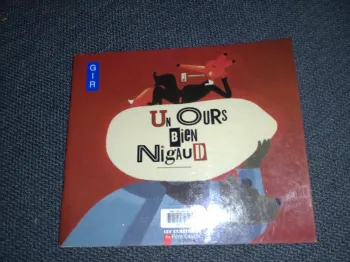 GIR
Un Ours
Bien
Nigaud